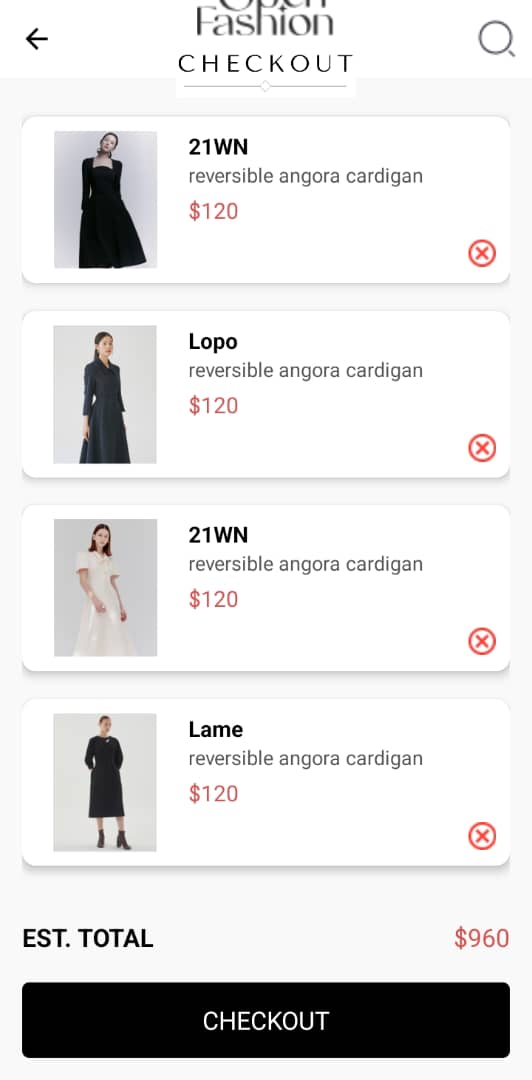 Open
Fashion
CHECKOUT
21WN
reversible angora cardigan
$120
Lopo
reversible angora cardigan
$120
21WN
reversible angora cardigan
$120
Lame
reversible angora cardigan
$120
EST. TOTAL
$960
CHECKOUT